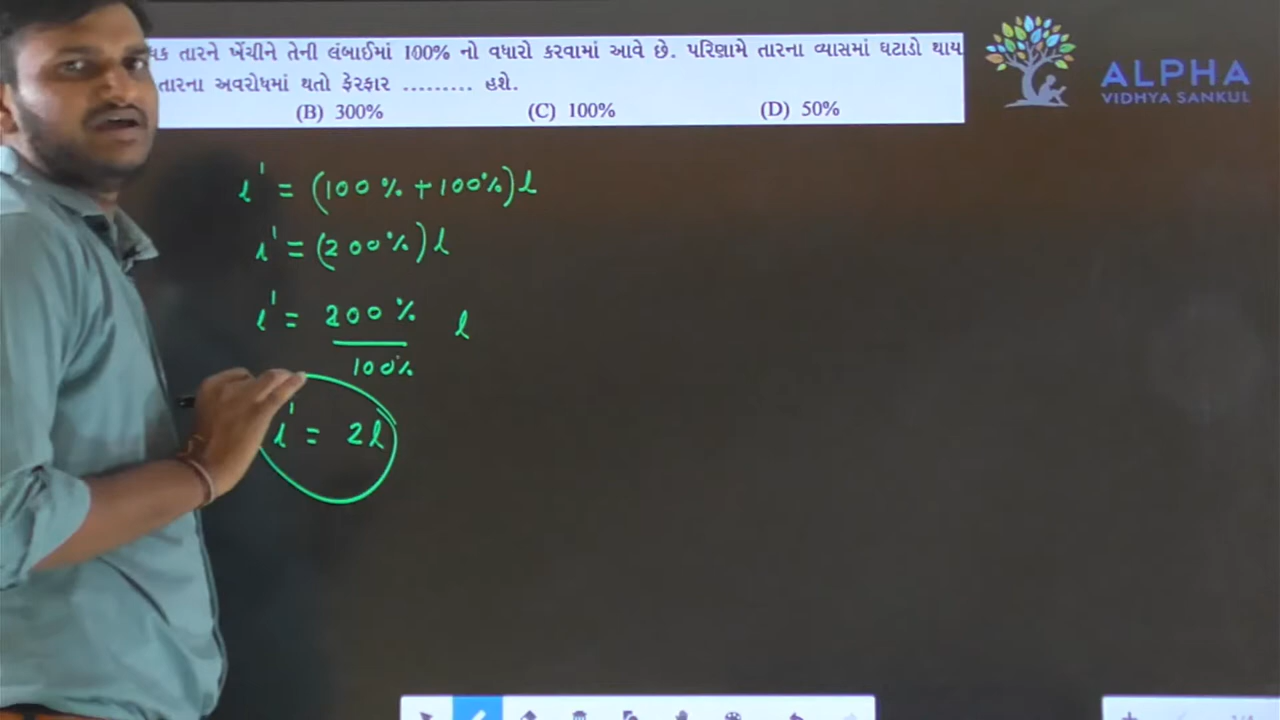 તારને ખેંચીને તેની લંબાઈમાં 100% નો વધારો કરવામાં આવે છે. પરિણામે તારના વ્યાસમાં ઘટાડો થાય
તારના અવરોધમાં થતો ફેરફાર ......... હશે.
(B) 300% (C) 100% (D) 50%
ALPHA
VIDHYA SANKUL
l' = (100% + 100%) l
l' = (200%) l
l' = 200% l
100%
l' = 2l